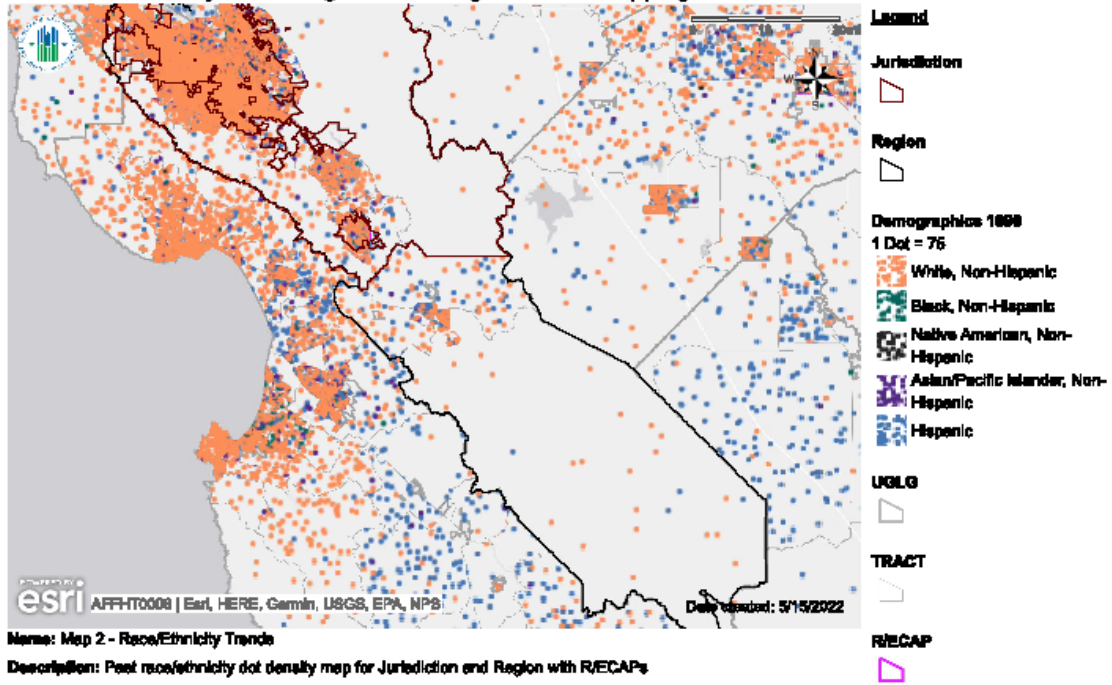 Legend
Jurisdiction
Region
Demographics 1990
1 Dot = 75
White, Non-Hispanic
Black, Non-Hispanic
Native American, Non-
Hispanic
Asian/Pacific Islander, Non-
Hispanic
Hispanic
UGLG
TRACT
R/ECAP
W
S
POWERED BY
esri
AFFHT0006 | Esri, HERE, Garmin, USGS, EPA, NPS
Date created: 5/15/2022
Name: Map 2 - Race/Ethnicity Trends
Description: Past race/ethnicity dot density map for Jurisdiction and Region with R/ECAPs